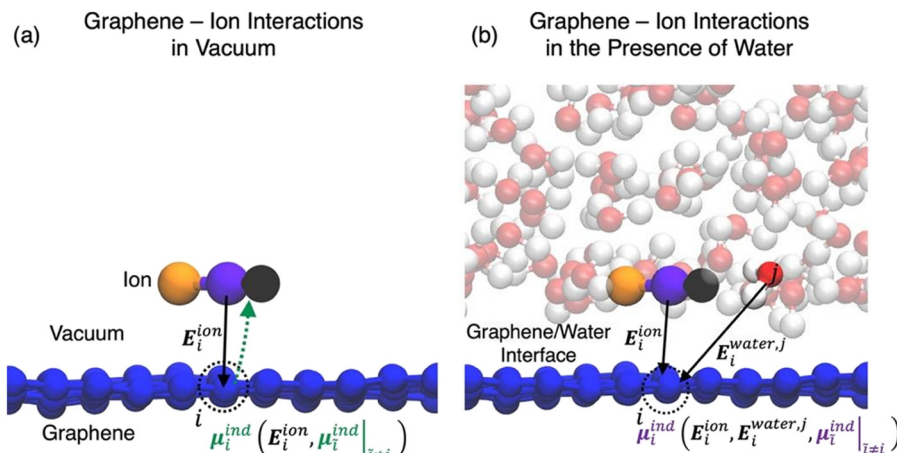 (a)
Graphene – Ion Interactions
in Vacuum
Ion
E_i^{ion}
Vacuum
i
Graphene
μ_i^{ind} (E_i^{ion}, μ_ĩ^{ind}|_{ĩ≠i})
(b)
Graphene – Ion Interactions
in the Presence of Water
j
E_i^{ion}
E_i^{water,j}
Graphene/Water
Interface
i
μ_i^{ind} (E_i^{ion}, E_i^{water,j}, μ_ĩ^{ind}|_{ĩ≠i})